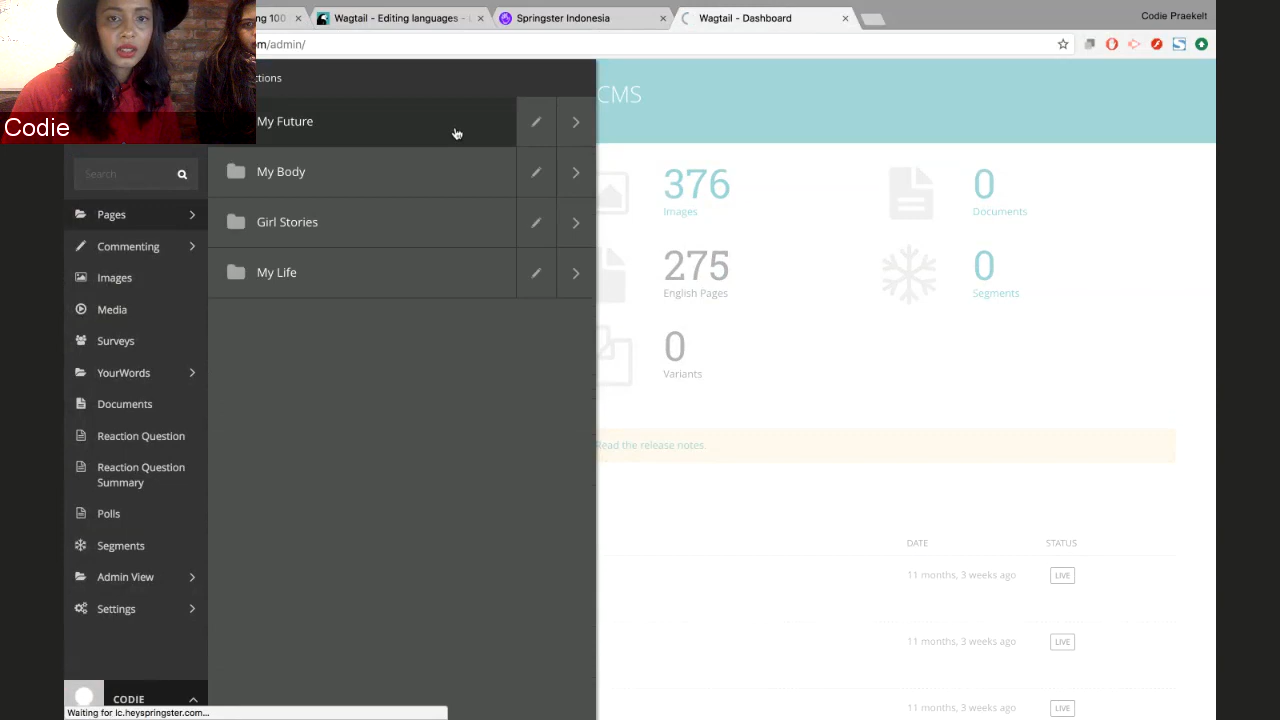 ng 100
Wagtail - Editing languages -
Springster Indonesia
Wagtail - Dashboard
Codie Praekelt
om/admin/
Codie
ctions
CMS
My Future
My Body
Girl Stories
My Life
Search
Pages
Commenting
Images
Media
Surveys
YourWords
Documents
Reaction Question
Reaction Question
Summary
Polls
Segments
Admin View
Settings
CODIE
376
Images
0
Documents
275
English Pages
0
Segments
0
Variants
Read the release notes.
DATE
STATUS
11 months, 3 weeks ago
LIVE
11 months, 3 weeks ago
LIVE
11 months, 3 weeks ago
LIVE
Waiting for lc.heyspringster.com...